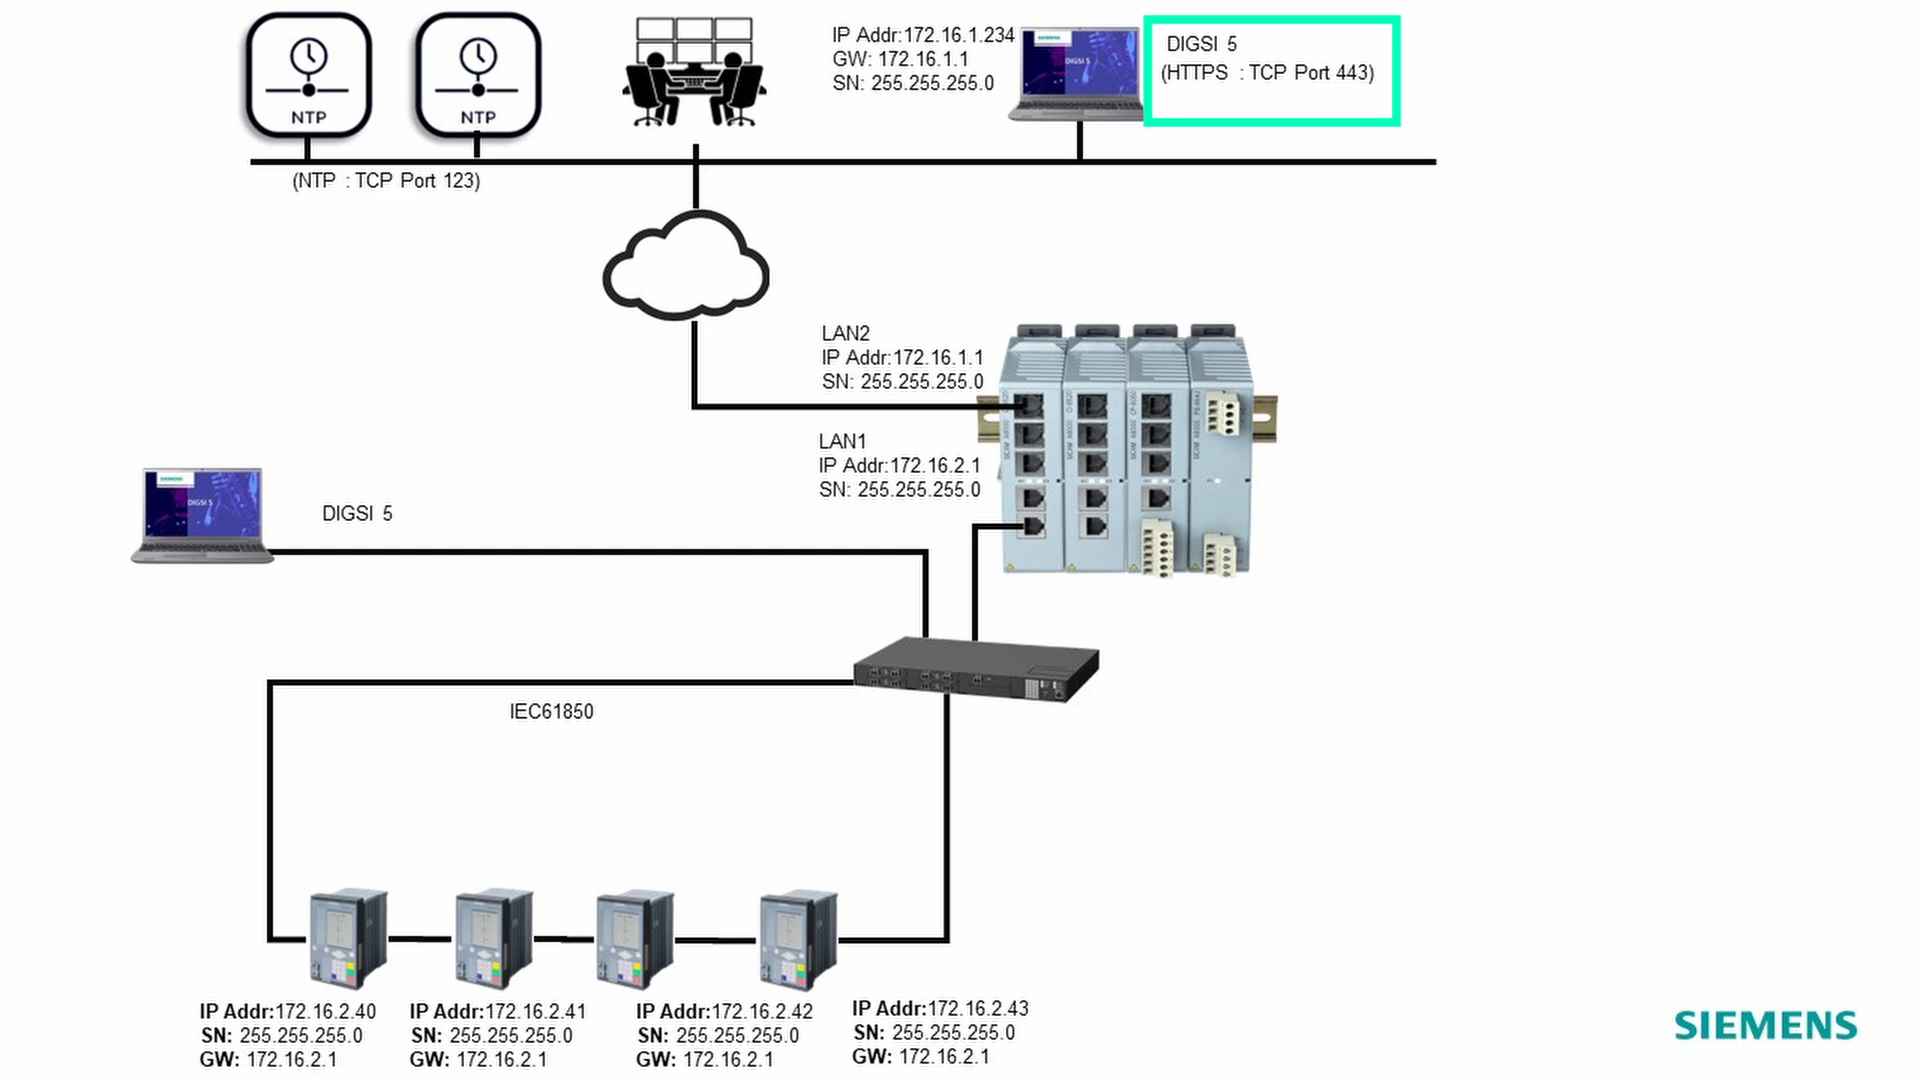 NTP
NTP
IP Addr:172.16.1.234
GW: 172.16.1.1
SN: 255.255.255.0
SIEMENS
DIGSI 5
DIGSI 5
(HTTPS : TCP Port 443)
(NTP : TCP Port 123)
LAN2
IP Addr:172.16.1.1
SN: 255.255.255.0
LAN1
IP Addr:172.16.2.1
SN: 255.255.255.0
SIEMENS
DIGSI 5
DIGSI 5
IEC61850
IP Addr:172.16.2.40
SN: 255.255.255.0
GW: 172.16.2.1
IP Addr:172.16.2.41
SN: 255.255.255.0
GW: 172.16.2.1
IP Addr:172.16.2.42
SN: 255.255.255.0
GW: 172.16.2.1
IP Addr:172.16.2.43
SN: 255.255.255.0
GW: 172.16.2.1
SIEMENS